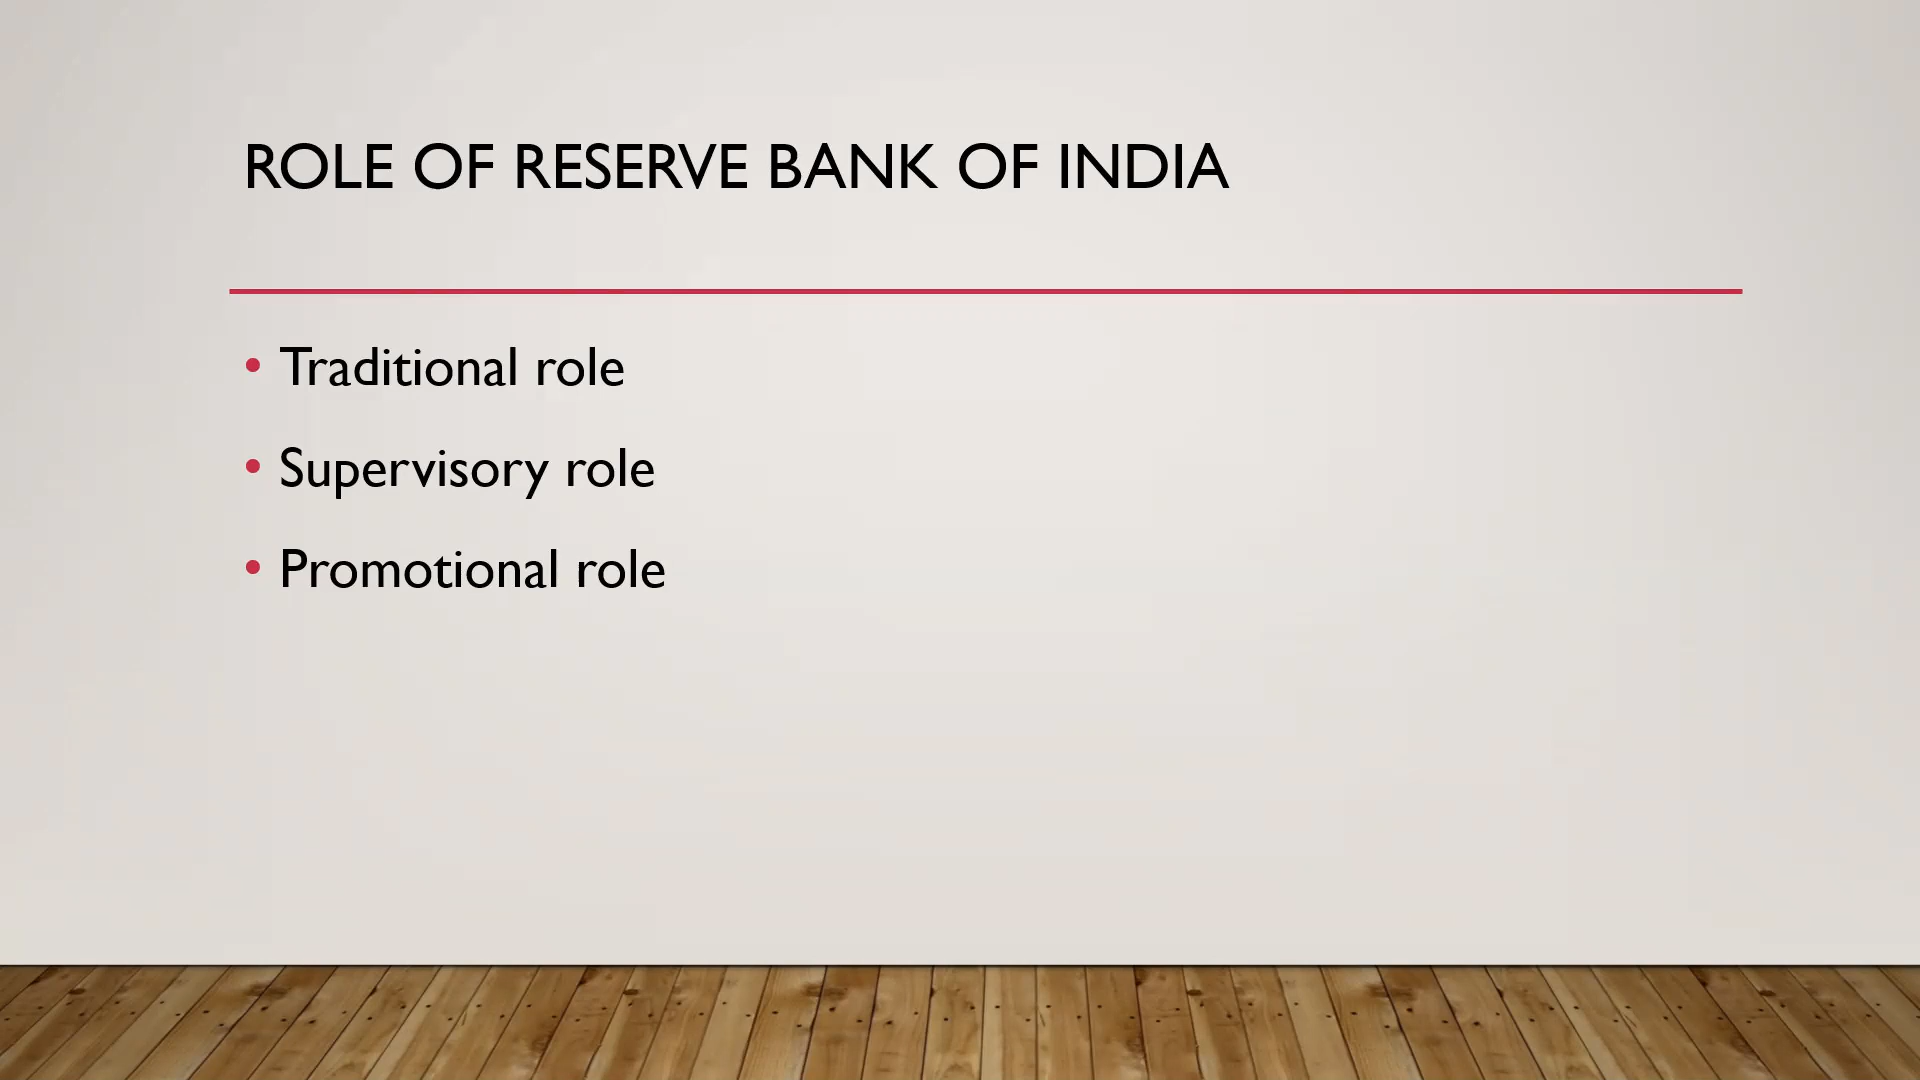 ROLE OF RESERVE BANK OF INDIA
• Traditional role
• Supervisory role
• Promotional role